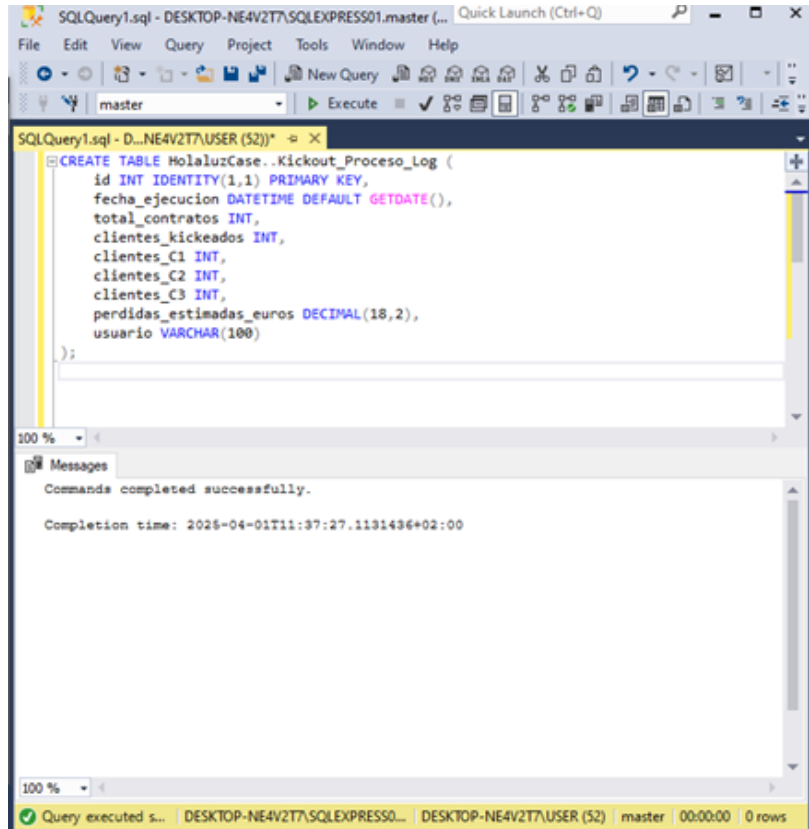 SQLQuery1.sql - DESKTOP-NE4V2T7\SQLEXPRESS01.master (... Quick Launch (Ctrl+Q)
File Edit View Query Project Tools Window Help
New Query
master Execute
SQLQuery1.sql - D...NE4V2T7\USER (52))*
CREATE TABLE HolaluzCase..Kickout_Proceso_Log (
id INT IDENTITY(1,1) PRIMARY KEY,
fecha_ejecucion DATETIME DEFAULT GETDATE(),
total_contratos INT,
clientes_kickeados INT,
clientes_C1 INT,
clientes_C2 INT,
clientes_C3 INT,
perdidas_estimadas_euros DECIMAL(18,2),
usuario VARCHAR(100)
);
100 %
Messages
Commands completed successfully.
Completion time: 2025-04-01T11:37:27.1131436+02:00
100 %
Query executed s... DESKTOP-NE4V2T7\SQLEXPRESS0... DESKTOP-NE4V2T7\USER (52) master 00:00:00 0 rows